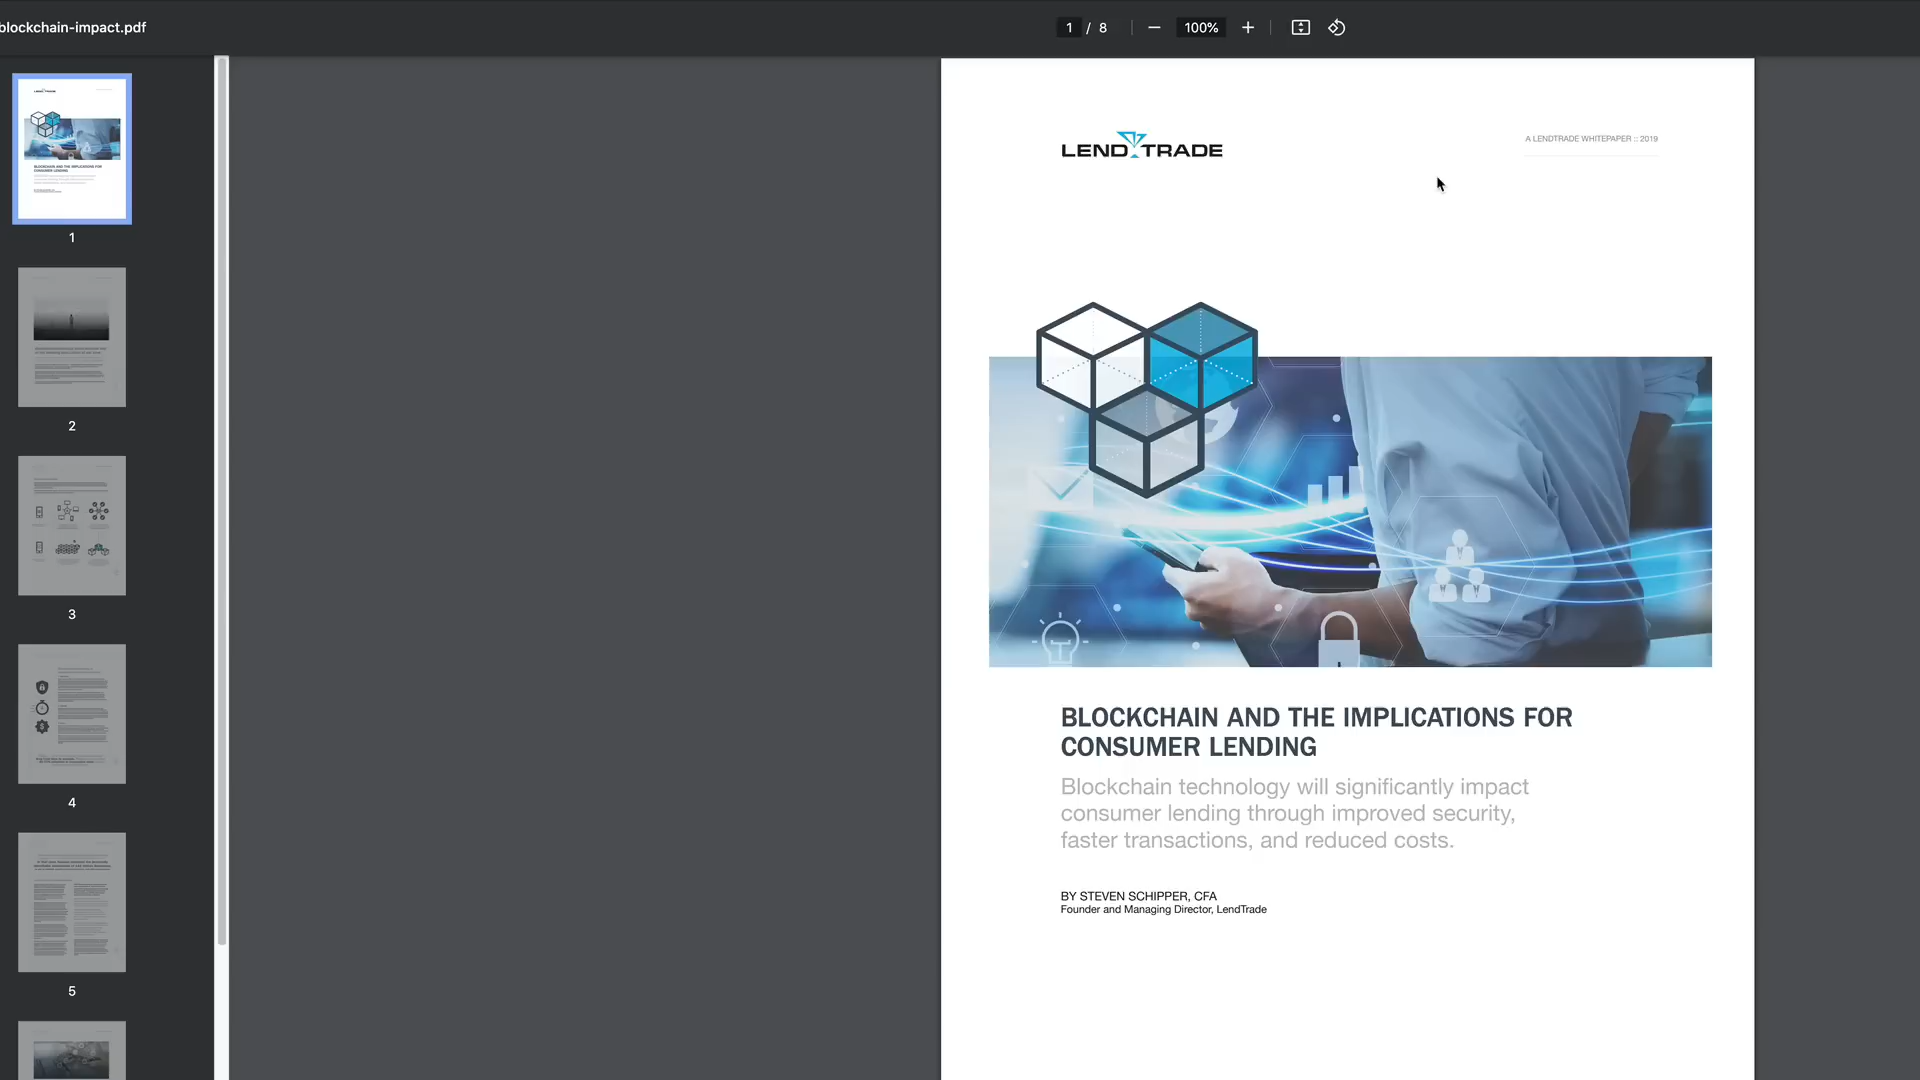 blockchain-impact.pdf
1 / 8
100%
1
2
3
4
5
LENDTRADE
A LENDTRADE WHITEPAPER :: 2019
BLOCKCHAIN AND THE IMPLICATIONS FOR
CONSUMER LENDING
Blockchain technology will significantly impact
consumer lending through improved security,
faster transactions, and reduced costs.
BY STEVEN SCHIPPER, CFA
Founder and Managing Director, LendTrade